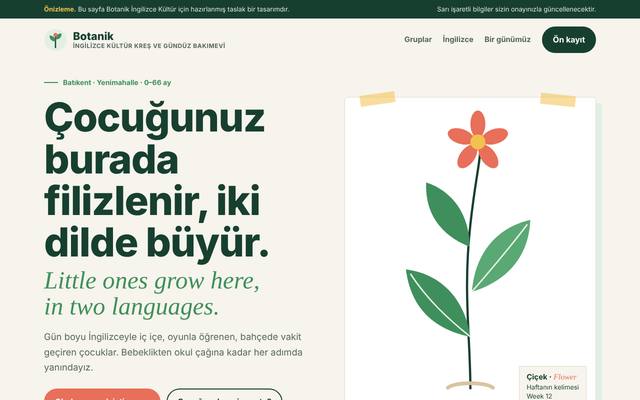 Önizleme. Bu sayfa Botanik İngilizce Kültür için hazırlanmış taslak bir tasarımdır.
Sarı işaretli bilgiler sizin onayınızla güncellenecektir.
Botanik
İNGİLİZCE KÜLTÜR KREŞ VE GÜNDÜZ BAKIMEVİ
Gruplar
İngilizce
Bir günümüz
Ön kayıt
Batıkent · Yenimahalle · 0–66 ay
Çocuğunuz
burada
filizlenir, iki
dilde büyür.
Little ones grow here,
in two languages.
Gün boyu İngilizceyle iç içe, oyunla öğrenen, bahçede vakit
geçiren çocuklar. Bebeklikten okul çağına kadar her adımda
yanındayız.
Çiçek · Flower
Haftanın kelimesi
Week 12